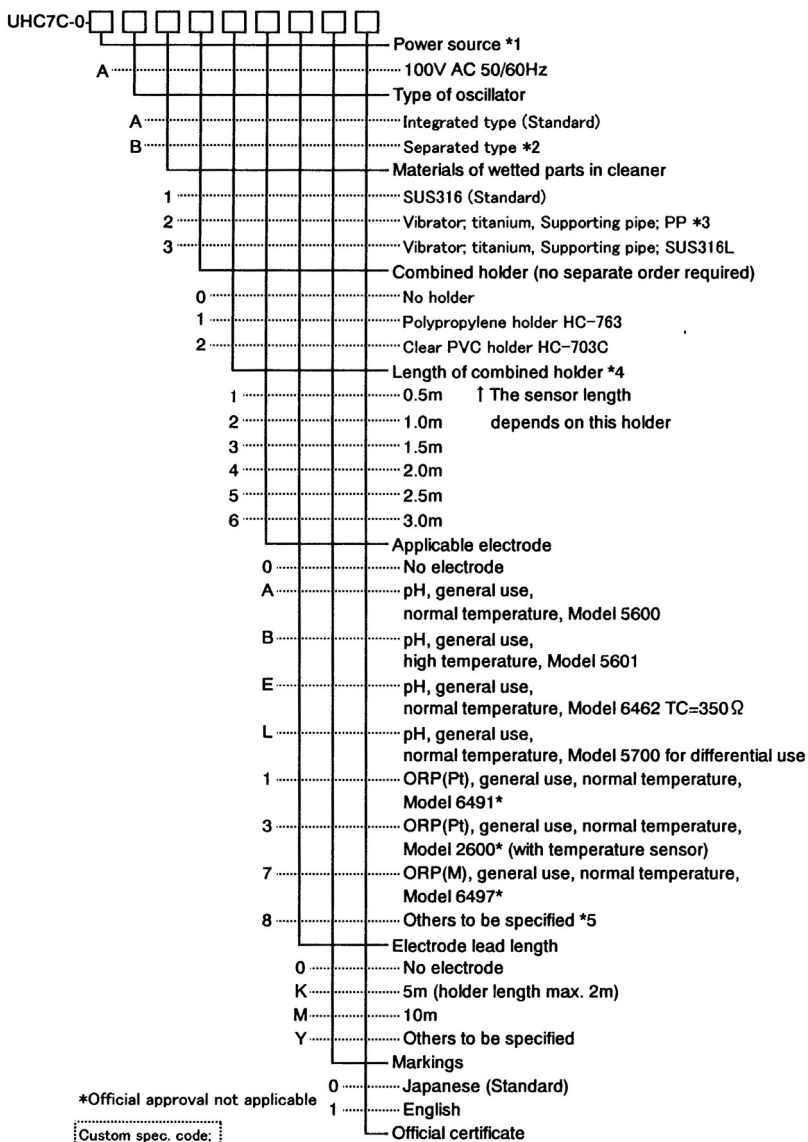 UHC7C-0-
Power source *1
A 100V AC 50/60Hz
Type of oscillator
A Integrated type (Standard)
B Separated type *2
Materials of wetted parts in cleaner
1 SUS316 (Standard)
2 Vibrator; titanium, Supporting pipe; PP *3
3 Vibrator; titanium, Supporting pipe; SUS316L
Combined holder (no separate order required)
0 No holder
1 Polypropylene holder HC-763
2 Clear PVC holder HC-703C
Length of combined holder *4
1 0.5m ↑ The sensor length
2 1.0m depends on this holder
3 1.5m
4 2.0m
5 2.5m
6 3.0m
Applicable electrode
0 No electrode
A pH, general use,
normal temperature, Model 5600
B pH, general use,
high temperature, Model 5601
E pH, general use,
normal temperature, Model 6462 TC=350Ω
L pH, general use,
normal temperature, Model 5700 for differential use
1 ORP(Pt), general use, normal temperature,
Model 6491*
3 ORP(Pt), general use, normal temperature,
Model 2600* (with temperature sensor)
7 ORP(M), general use, normal temperature,
Model 6497*
8 Others to be specified *5
Electrode lead length
0 No electrode
K 5m (holder length max. 2m)
M 10m
Y Others to be specified
Markings
0 Japanese (Standard)
*Official approval not applicable
1 English
Custom spec. code;
Official certificate